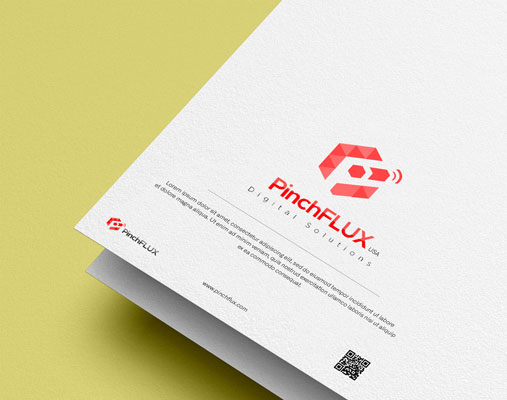 PinchFLUX
USA
Digital Solutions
Lorem ipsum dolor sit amet, consectetur adipiscing elit, sed do eiusmod tempor incididunt ut labore
et dolore magna aliqua. Ut enim ad minim veniam, quis nostrud exercitation ullamco laboris nisi ut aliquip
ex ea commodo consequat.
PinchFLUX
www.pinchflux.com